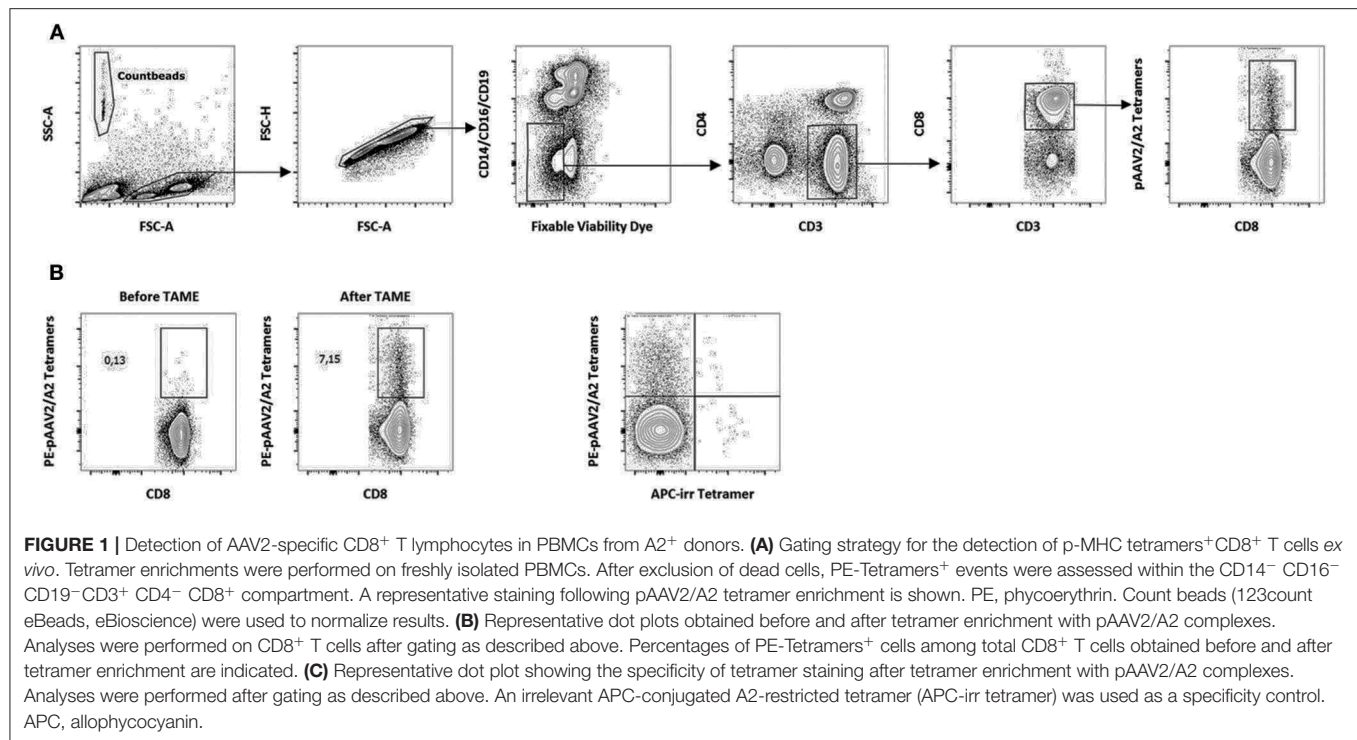 A
SSC-A
Countbeads
FSC-A
FSC-H
FSC-A
CD14/CD16/CD19
Fixable Viability Dye
CD4
CD3
CD8
CD3
pAAV2/A2 Tetramers
CD8
B
Before TAME
PE-pAAV2/A2 Tetramers
0,13
CD8
After TAME
PE-pAAV2/A2 Tetramers
7,15
CD8
PE-pAAV2/A2 Tetramers
APC-irr Tetramer
FIGURE 1 | Detection of AAV2-specific CD8⁺ T lymphocytes in PBMCs from A2⁺ donors. (A) Gating strategy for the detection of p-MHC tetramers⁺CD8⁺ T cells ex
vivo. Tetramer enrichments were performed on freshly isolated PBMCs. After exclusion of dead cells, PE-Tetramers⁺ events were assessed within the CD14⁻ CD16⁻
CD19⁻CD3⁺ CD4⁻ CD8⁺ compartment. A representative staining following pAAV2/A2 tetramer enrichment is shown. PE, phycoerythrin. Count beads (123count
eBeads, eBioscience) were used to normalize results. (B) Representative dot plots obtained before and after tetramer enrichment with pAAV2/A2 complexes.
Analyses were performed on CD8⁺ T cells after gating as described above. Percentages of PE-Tetramers⁺ cells among total CD8⁺ T cells obtained before and after
tetramer enrichment are indicated. (C) Representative dot plot showing the specificity of tetramer staining after tetramer enrichment with pAAV2/A2 complexes.
Analyses were performed after gating as described above. An irrelevant APC-conjugated A2-restricted tetramer (APC-irr tetramer) was used as a specificity control.
APC, allophycocyanin.